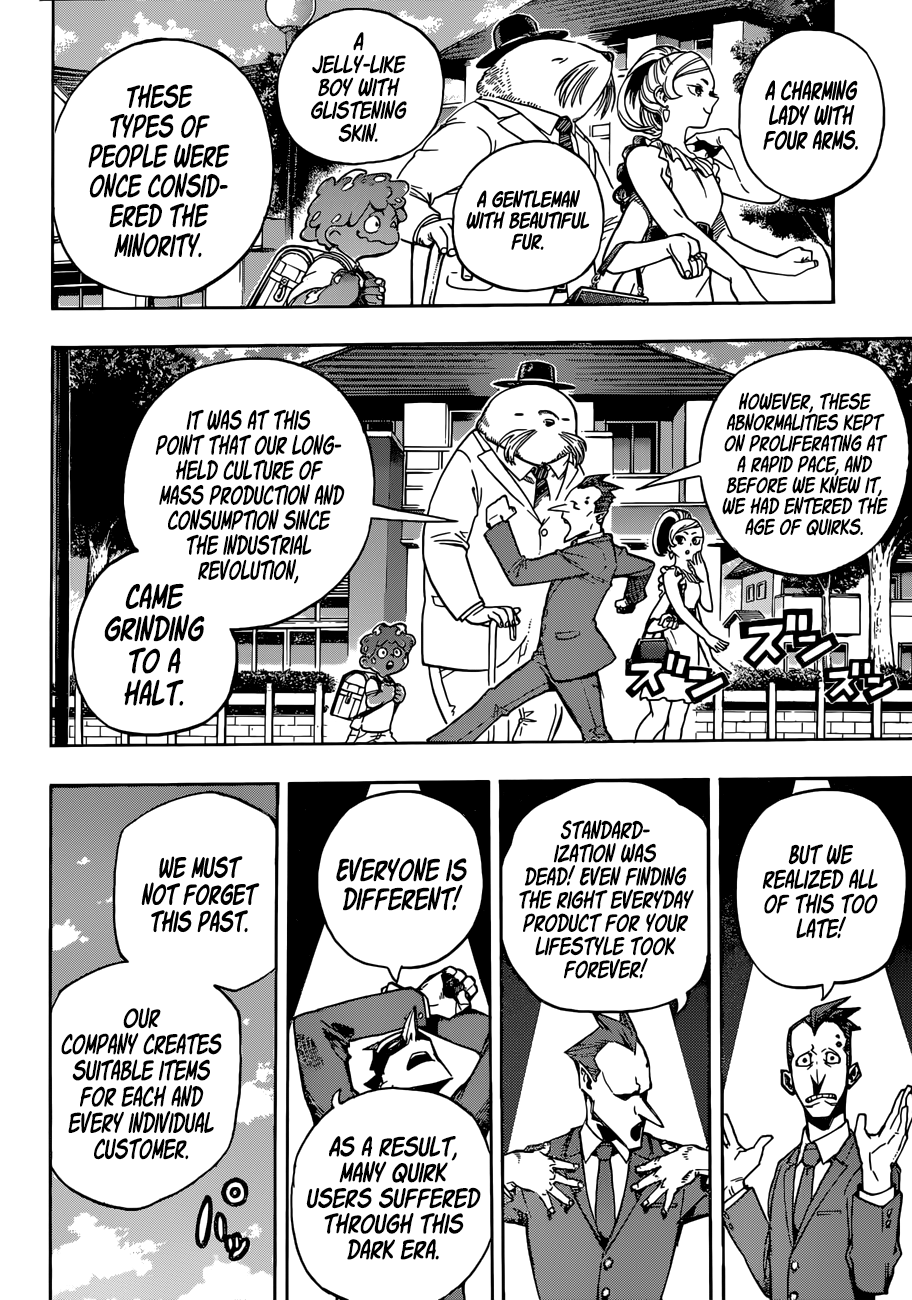 A CHARMING
LADY WITH
FOUR ARMS.
A GENTLEMAN
WITH BEAUTIFUL
FUR.
A
JELLY-LIKE
BOY WITH
GLISTENING
SKIN.
THESE
TYPES OF
PEOPLE WERE
ONCE CONSID-
ERED THE
MINORITY.
HOWEVER, THESE
ABNORMALITIES KEPT
ON PROLIFERATING AT
A RAPID PACE, AND
BEFORE WE KNEW IT,
WE HAD ENTERED THE
AGE OF QUIRKS.
ズン
ズン
ズン
IT WAS AT THIS
POINT THAT OUR LONG-
HELD CULTURE OF
MASS PRODUCTION AND
CONSUMPTION SINCE
THE INDUSTRIAL
REVOLUTION,
CAME
GRINDING
TO A
HALT.
BUT WE
REALIZED ALL
OF THIS TOO
LATE!
STANDARD-
IZATION WAS
DEAD! EVEN FINDING
THE RIGHT EVERYDAY
PRODUCT FOR YOUR
LIFESTYLE TOOK
FOREVER!
EVERYONE IS
DIFFERENT!
AS A RESULT,
MANY QUIRK
USERS SUFFERED
THROUGH THIS
DARK ERA.
WE MUST
NOT FORGET
THIS PAST.
OUR
COMPANY CREATES
SUITABLE ITEMS
FOR EACH AND
EVERY INDIVIDUAL
CUSTOMER.